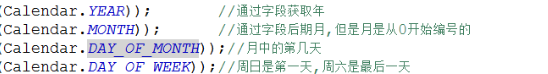 (Calendar.YEAR));          //通过字段获取年
(Calendar.MONTH));         //通过字段后期月,但是月是从0开始编号的
(Calendar.DAY_OF_MONTH));//月中的第几天
(Calendar.DAY_OF_WEEK));//周日是第一天,周六是最后一天